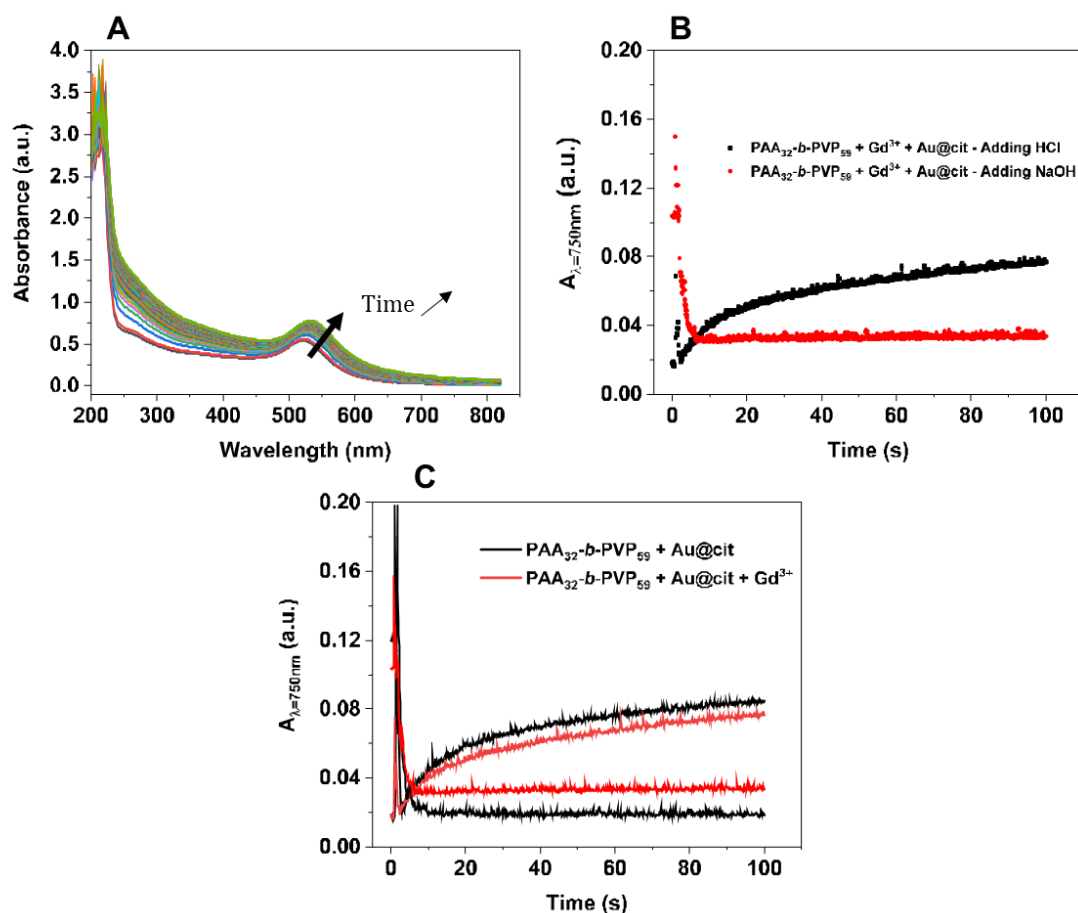 A
4.0
3.5
3.0
2.5
2.0
1.5
1.0
0.5
0.0
Absorbance (a.u.)
Time
200 300 400 500 600 700 800
Wavelength (nm)
B
0.20
0.16
0.12
0.08
0.04
0.00
A λ=750nm (a.u.)
PAA32-b-PVP59 + Gd3+ + Au@cit - Adding HCl
PAA32-b-PVP59 + Gd3+ + Au@cit - Adding NaOH
0 20 40 60 80 100
Time (s)
C
0.20
0.16
0.12
0.08
0.04
0.00
A λ=750nm (a.u.)
PAA32-b-PVP59 + Au@cit
PAA32-b-PVP59 + Au@cit + Gd3+
0 20 40 60 80 100
Time (s)